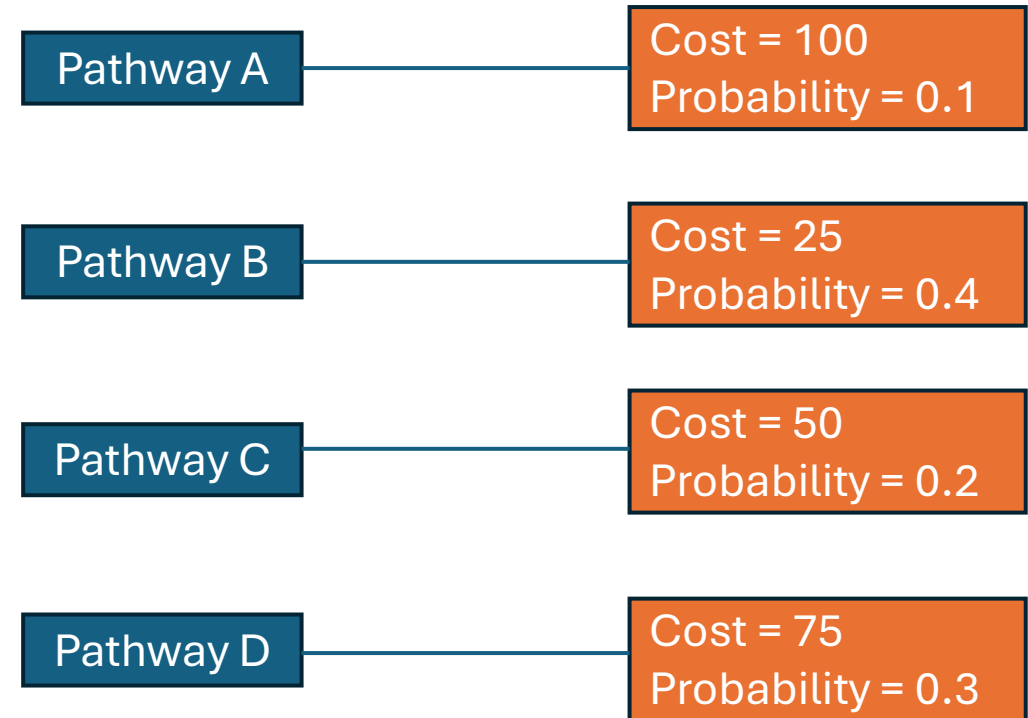 Pathway A
Cost = 100
Probability = 0.1
Pathway B
Cost = 25
Probability = 0.4
Pathway C
Cost = 50
Probability = 0.2
Pathway D
Cost = 75
Probability = 0.3